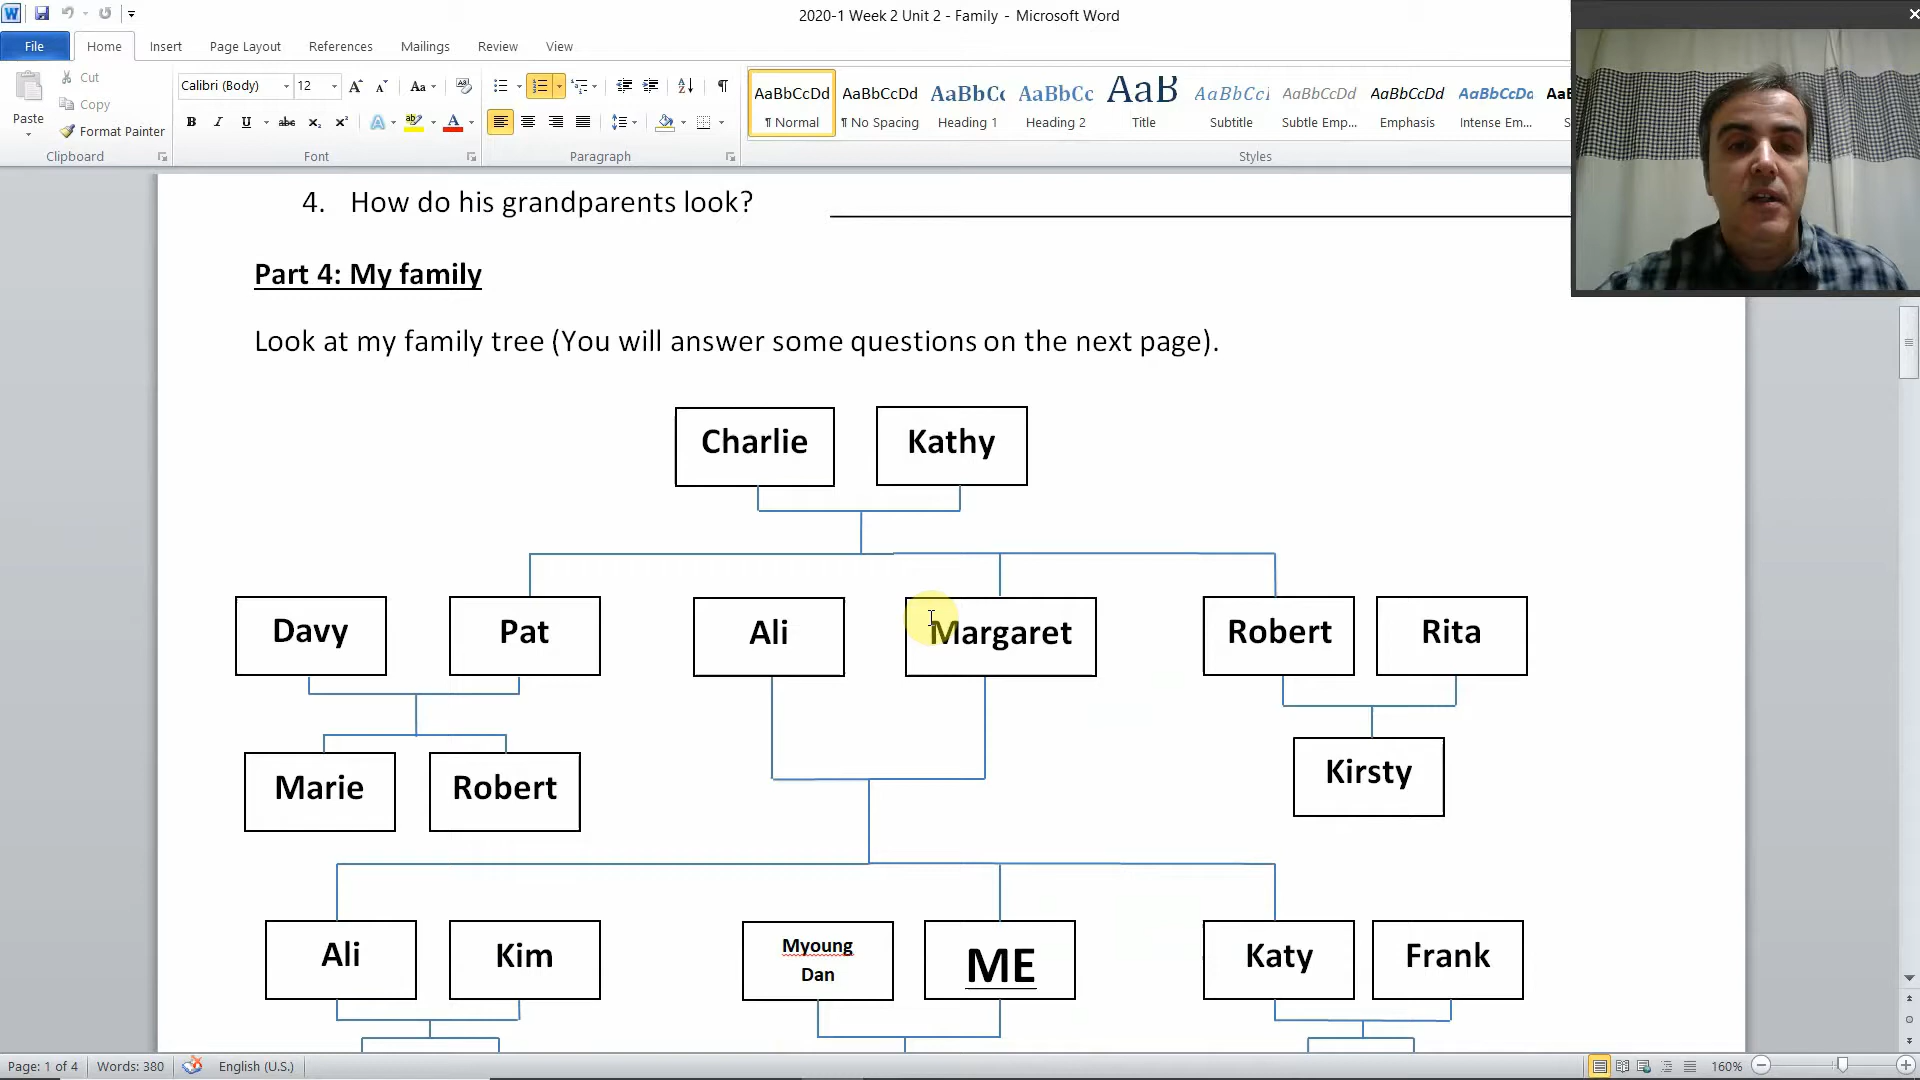 2020-1 Week 2 Unit 2 - Family - Microsoft Word
File Home Insert Page Layout References Mailings Review View
Paste
Cut
Copy
Format Painter
Clipboard
Calibri (Body) 12
Font
Paragraph
AaBbCcDd AaBbCcDd AaBbCc AaBbCc AaB AaBbCcI AaBbCcDd AaBbCcDd AaBbCcDd
¶ Normal ¶ No Spacing Heading 1 Heading 2 Title Subtitle Subtle Emp... Emphasis Intense Em...
Styles
4. How do his grandparents look?
Part 4: My family
Look at my family tree (You will answer some questions on the next page).
Charlie Kathy
Davy Pat Ali Margaret Robert Rita
Marie Robert Kirsty
Ali Kim Myoung Dan ME Katy Frank
Page: 1 of 4 Words: 380 English (U.S.) 160%